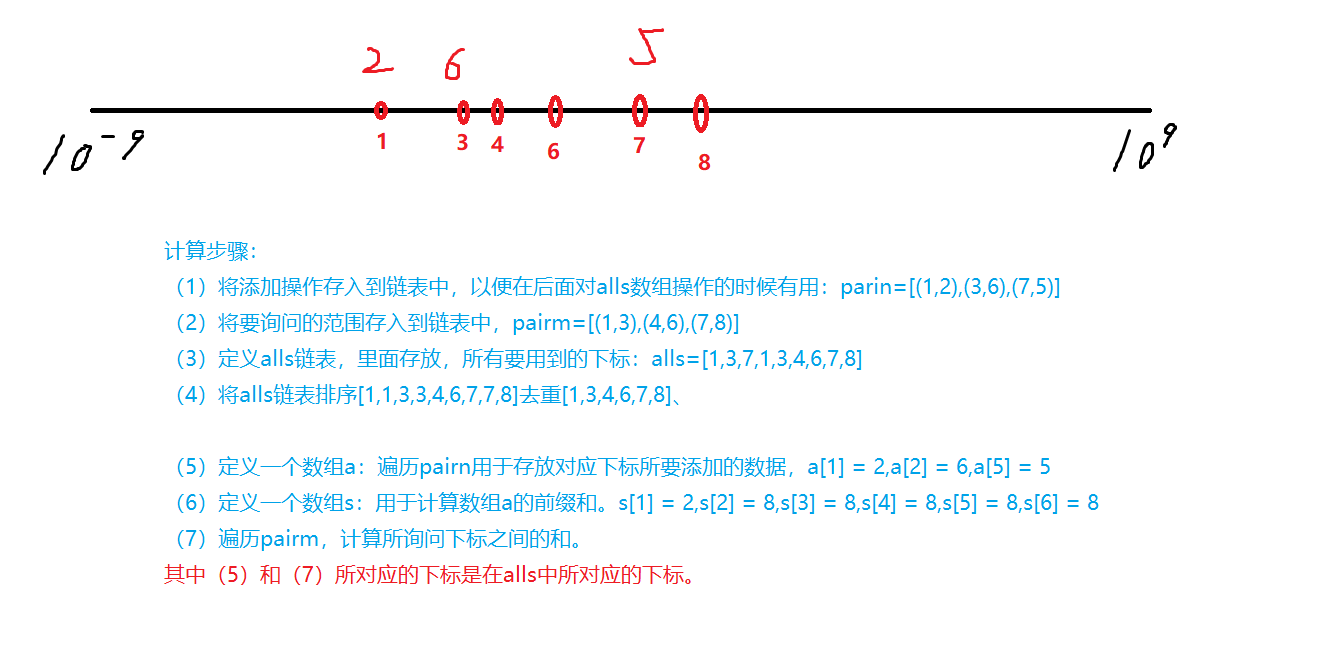 2 6 5
1 3 4 6 7 8
10⁻⁹ 10⁹
计算步骤：
（1）将添加操作存入到链表中，以便在后面对alls数组操作的时候有用：parin=[(1,2),(3,6),(7,5)]
（2）将要询问的范围存入到链表中，pairm=[(1,3),(4,6),(7,8)]
（3）定义alls链表，里面存放，所有要用到的下标：alls=[1,3,7,1,3,4,6,7,8]
（4）将alls链表排序[1,1,3,3,4,6,7,7,8]去重[1,3,4,6,7,8]、
（5）定义一个数组a：遍历pairn用于存放对应下标所要添加的数据，a[1] = 2,a[2] = 6,a[5] = 5
（6）定义一个数组s：用于计算数组a的前缀和。s[1] = 2,s[2] = 8,s[3] = 8,s[4] = 8,s[5] = 8,s[6] = 8
（7）遍历pairm，计算所询问下标之间的和。
其中（5）和（7）所对应的下标是在alls中所对应的下标。